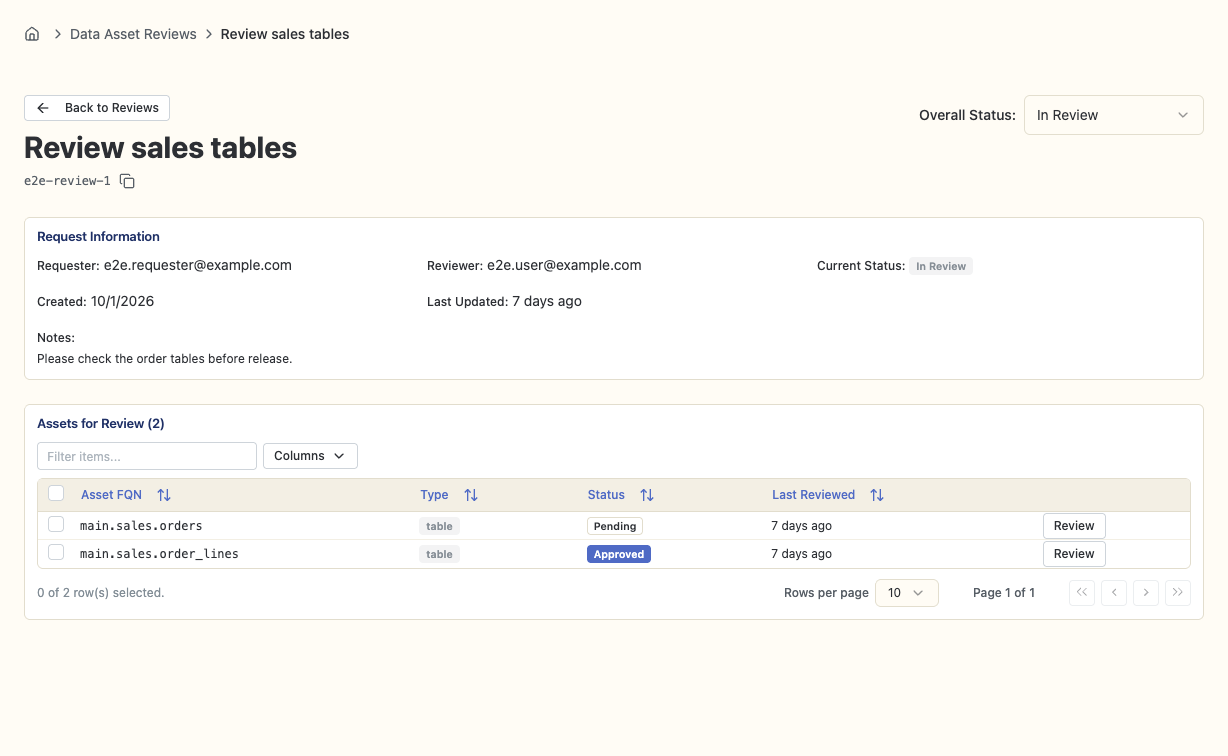 Data Asset Reviews > Review sales tables
Back to Reviews
Overall Status: In Review
Review sales tables
e2e-review-1
Request Information
Requester: e2e.requester@example.com Reviewer: e2e.user@example.com Current Status: In Review
Created: 10/1/2026 Last Updated: 7 days ago
Notes:
Please check the order tables before release.
Assets for Review (2)
Filter items... Columns
Asset FQN Type Status Last Reviewed
main.sales.orders table Pending 7 days ago Review
main.sales.order_lines table Approved 7 days ago Review
0 of 2 row(s) selected. Rows per page 10 Page 1 of 1